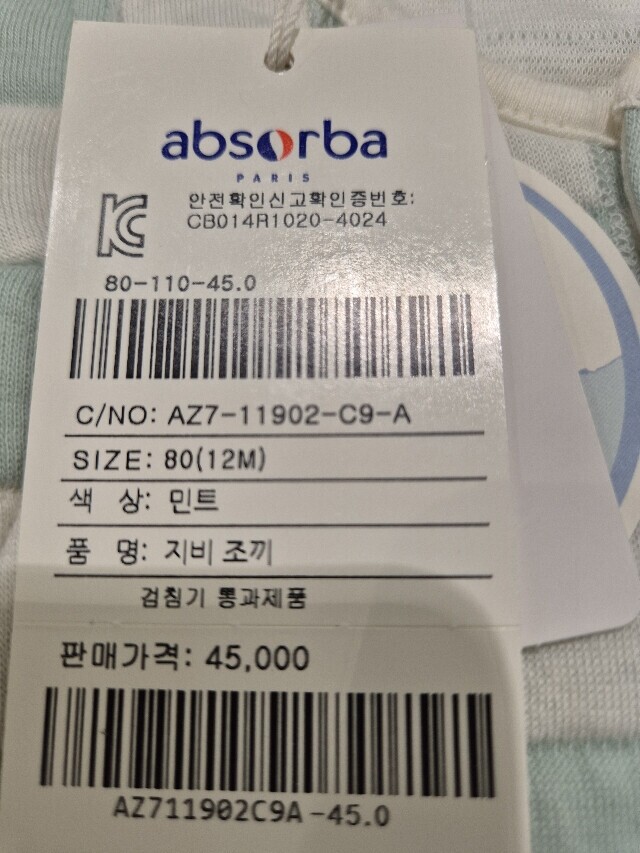 absorba
PARIS
안전확인신고확인증번호:
CB014R1020-4024
80-110-45.0
C/NO: AZ7-11902-C9-A
SIZE: 80(12M)
색 상: 민트
품 명: 지비 조끼
검침기 통과제품
판매가격: 45,000
AZ711902C9A-45.0